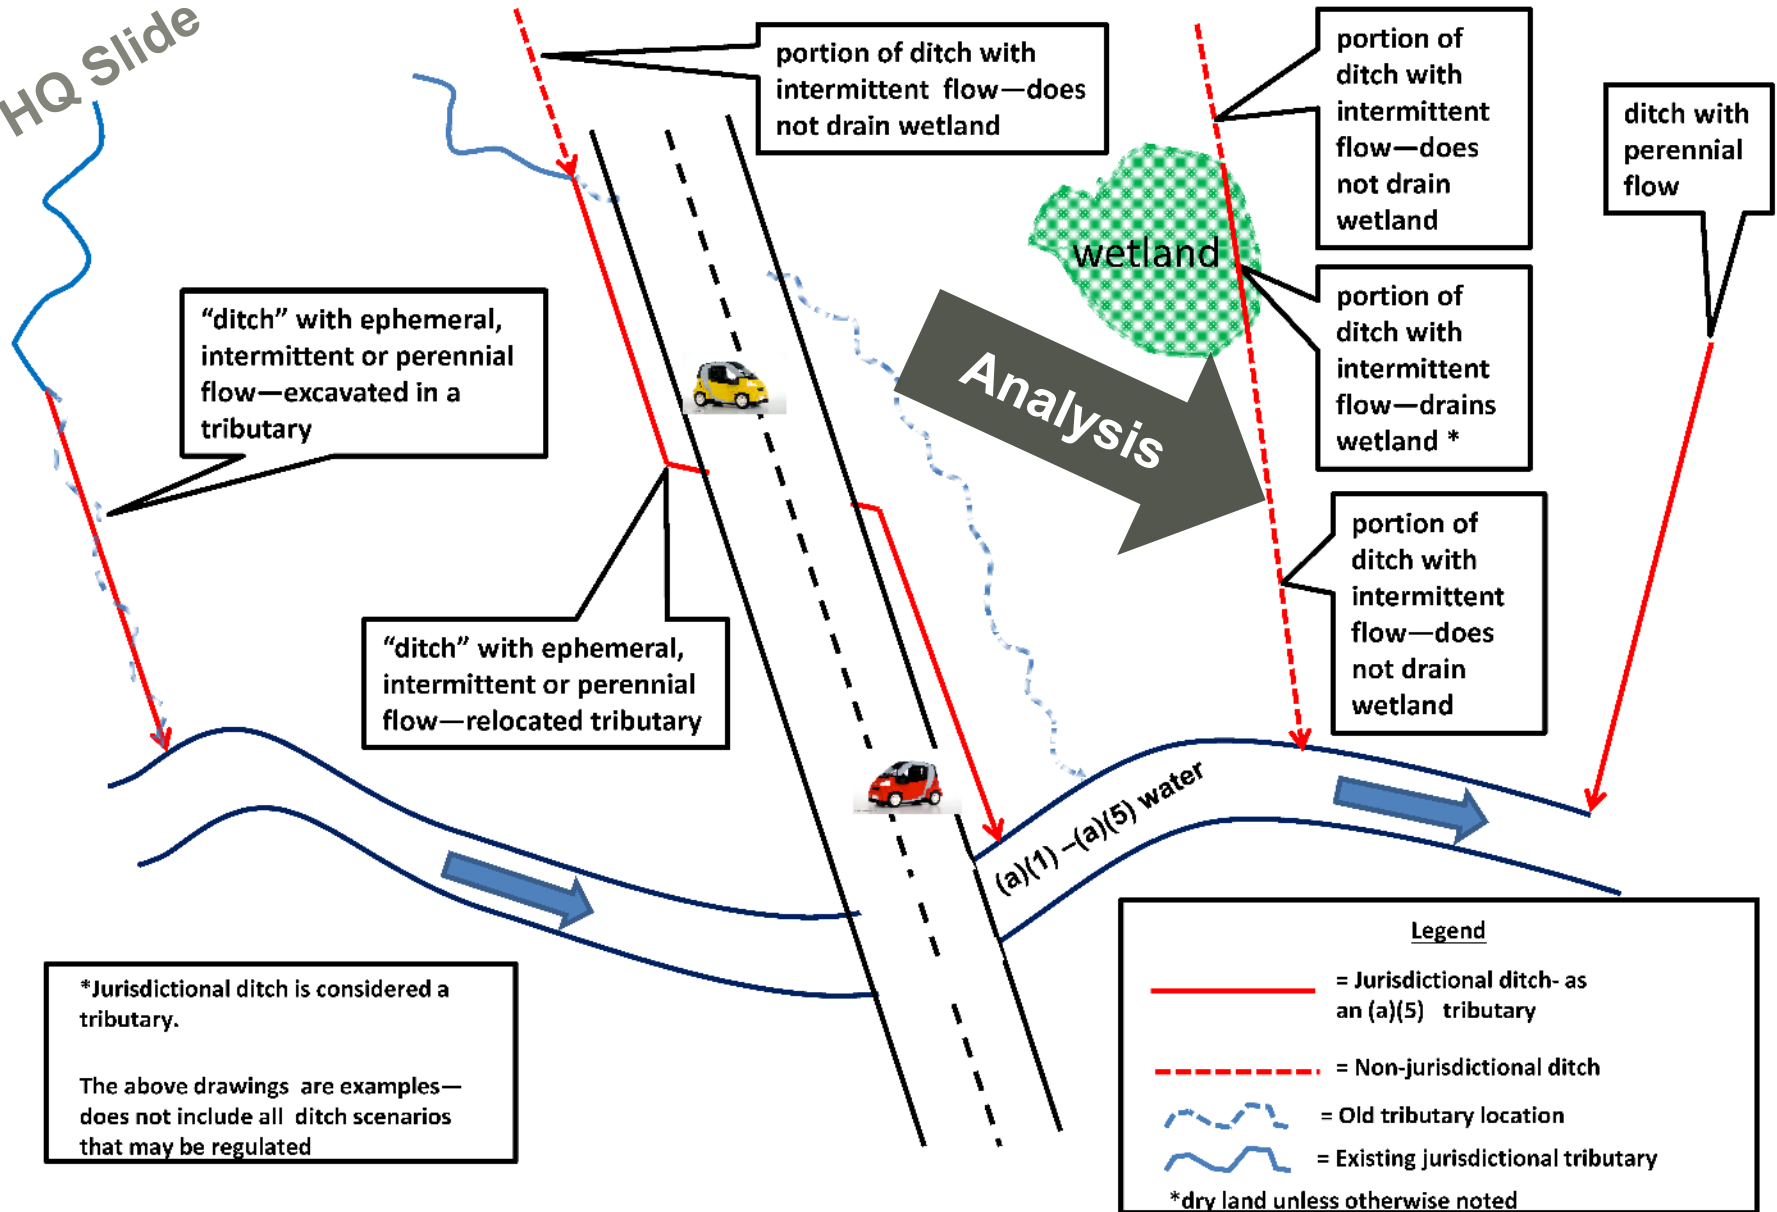 HQ Slide
portion of ditch with
intermittent flow—does
not drain wetland
portion of
ditch with
intermittent
flow—does
not drain
wetland
ditch with
perennial
flow
wetland
portion of
ditch with
intermittent
flow—drains
wetland *
"ditch" with ephemeral,
intermittent or perennial
flow—excavated in a
tributary
Analysis
portion of
ditch with
intermittent
flow—does
not drain
wetland
"ditch" with ephemeral,
intermittent or perennial
flow—relocated tributary
(a)(1) –(a)(5) water
*Jurisdictional ditch is considered a
tributary.
The above drawings are examples—
does not include all ditch scenarios
that may be regulated
Legend
= Jurisdictional ditch- as
an (a)(5) tributary
= Non-jurisdictional ditch
= Old tributary location
= Existing jurisdictional tributary
*dry land unless otherwise noted